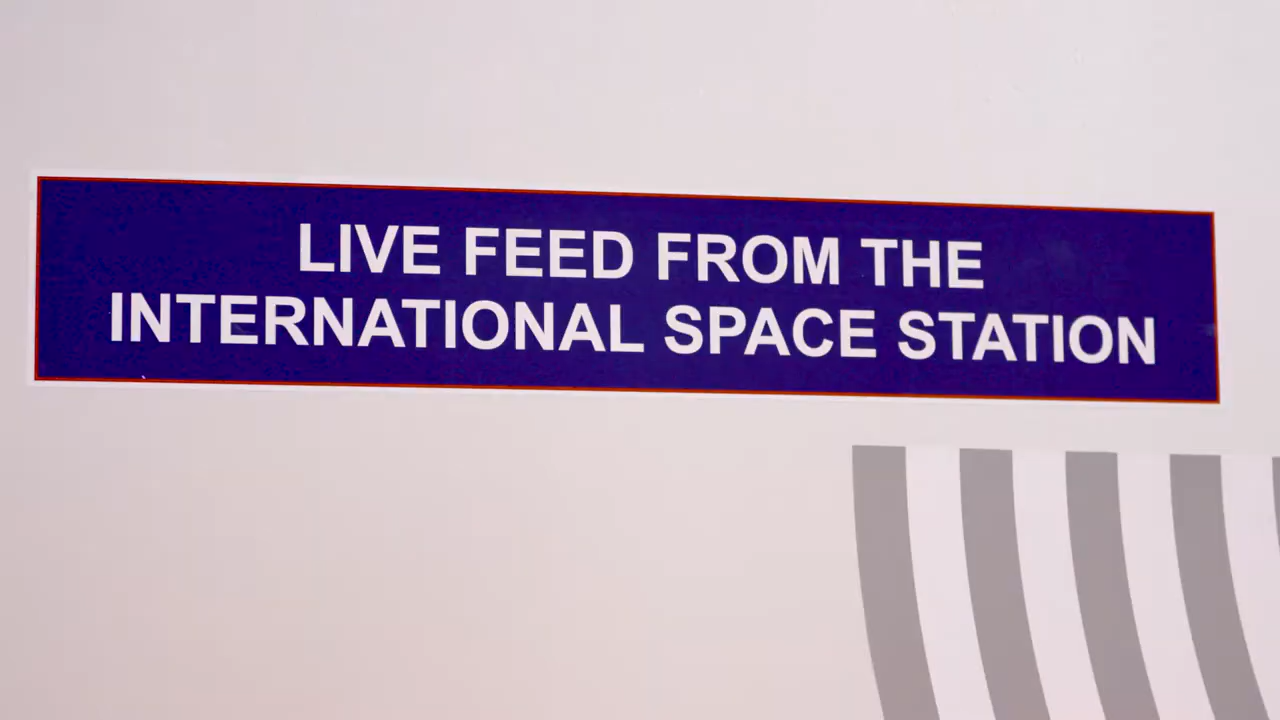 LIVE FEED FROM THE
INTERNATIONAL SPACE STATION